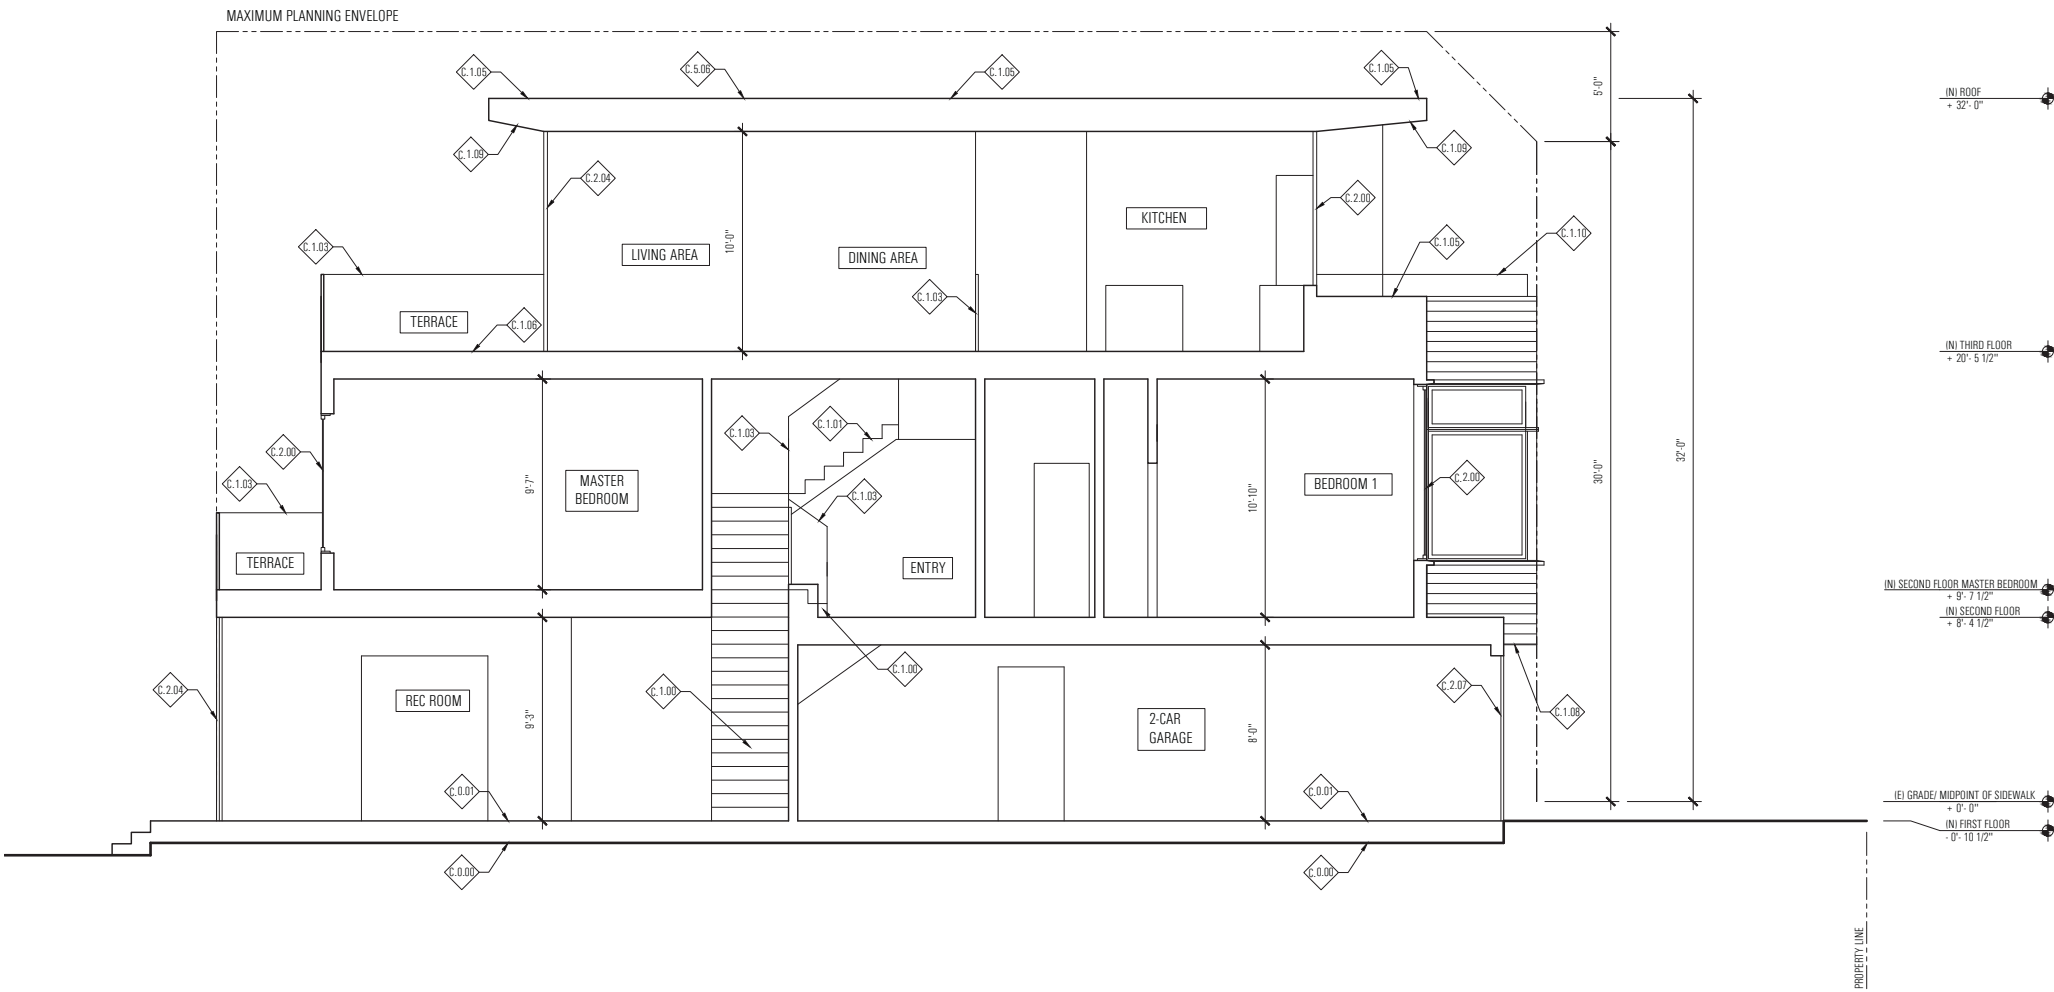 MAXIMUM PLANNING ENVELOPE
C.1.05
C.5.06
C.1.05
C.1.05
5'-0"
(N) ROOF
+ 32'- 0"
C.1.09
C.2.04
C.1.09
C.2.00
KITCHEN
C.1.03
LIVING AREA
10'-0"
DINING AREA
C.1.05
C.1.10
C.1.03
TERRACE
C.1.06
(N) THIRD FLOOR
+ 20'- 5 1/2"
C.2.00
C.1.03
C.1.01
32'-0"
C.1.03
9'-7"
MASTER
BEDROOM
C.1.03
10'-10"
BEDROOM 1
C.2.00
30'-0"
TERRACE
ENTRY
(N) SECOND FLOOR MASTER BEDROOM
+ 9'- 7 1/2"
(N) SECOND FLOOR
+ 8'- 4 1/2"
C.2.04
REC ROOM
9'-3"
C.1.00
C.1.00
2-CAR
GARAGE
8'-0"
C.2.07
C.1.08
C.0.01
C.0.01
(E) GRADE/ MIDPOINT OF SIDEWALK
+ 0'- 0"
(N) FIRST FLOOR
- 0'- 10 1/2"
C.0.00
C.0.00
PROPERTY LINE